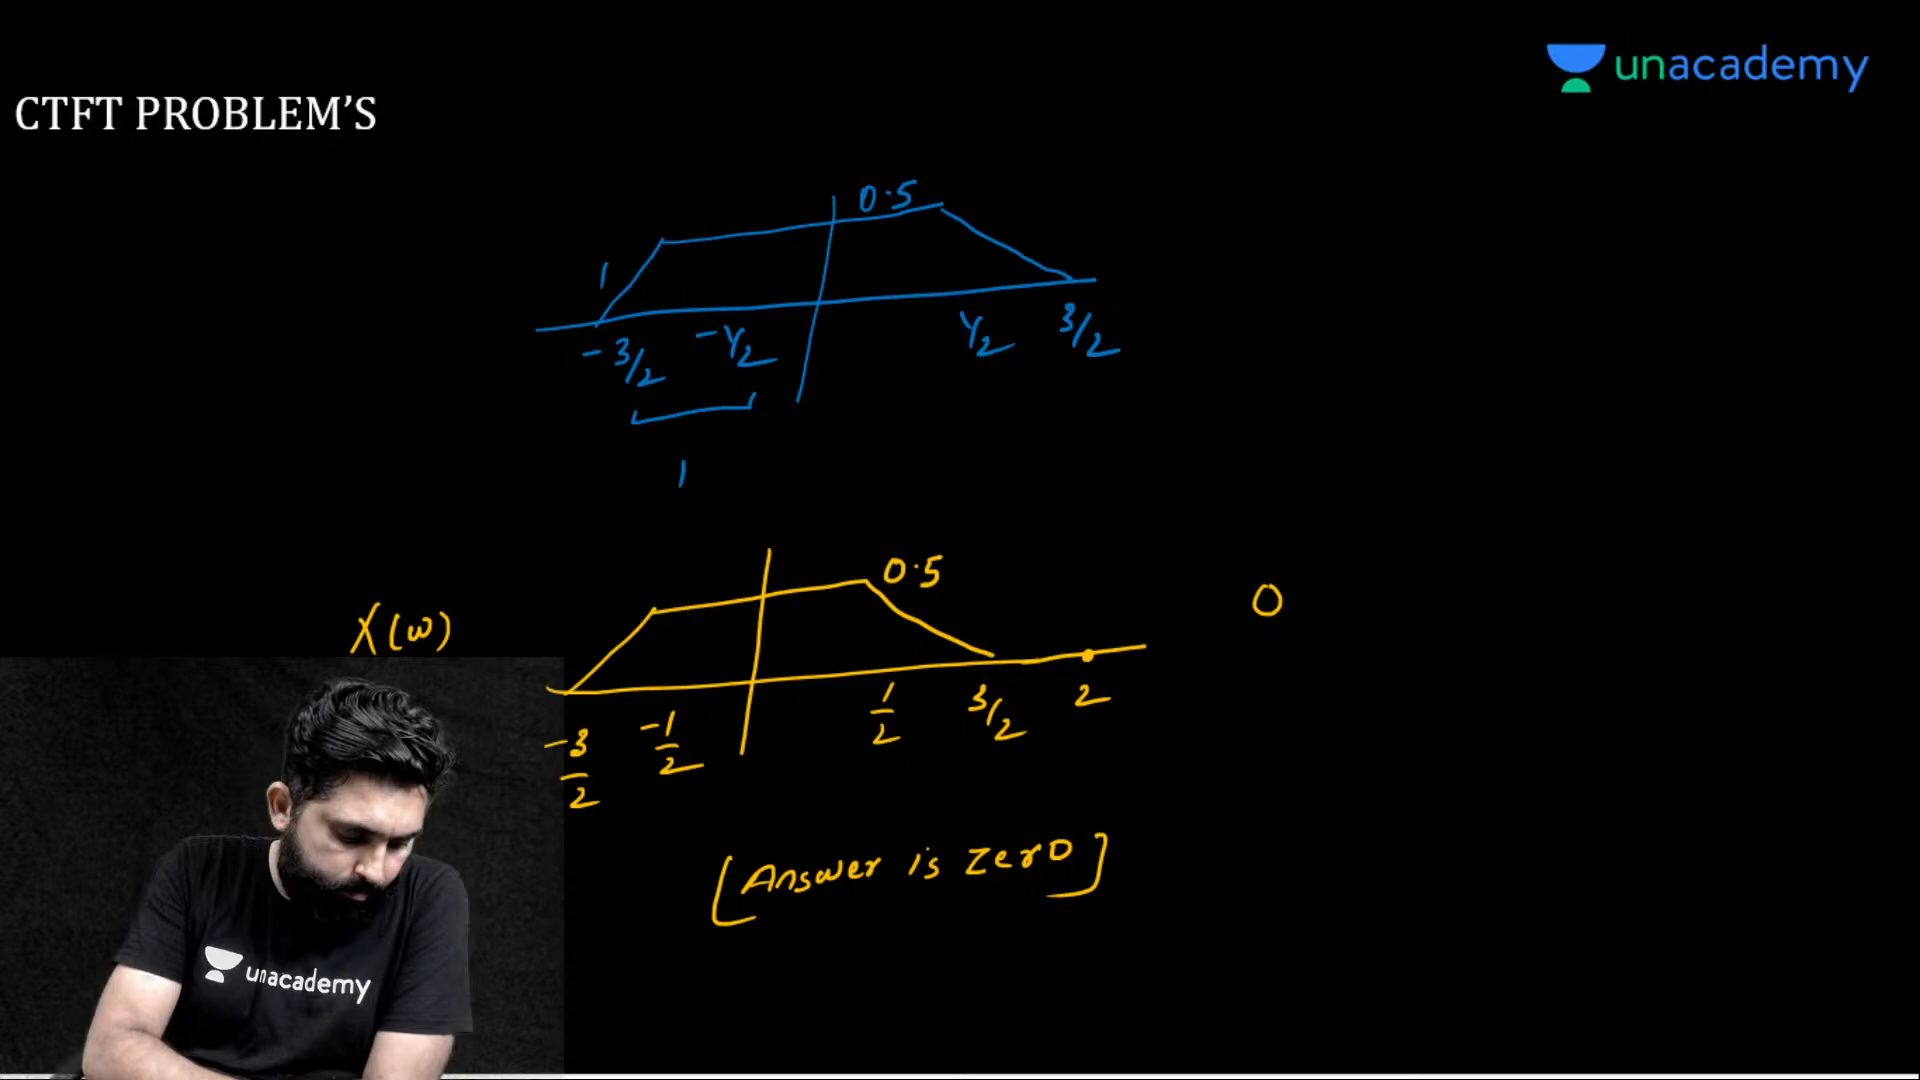 unacademy
CTFT PROBLEM'S
0.5
1
-3/2 -1/2 1/2 3/2
1
0.5
X(ω) 0
-3/2 -1/2 1/2 3/2 2
[Answer is zero]
unacademy